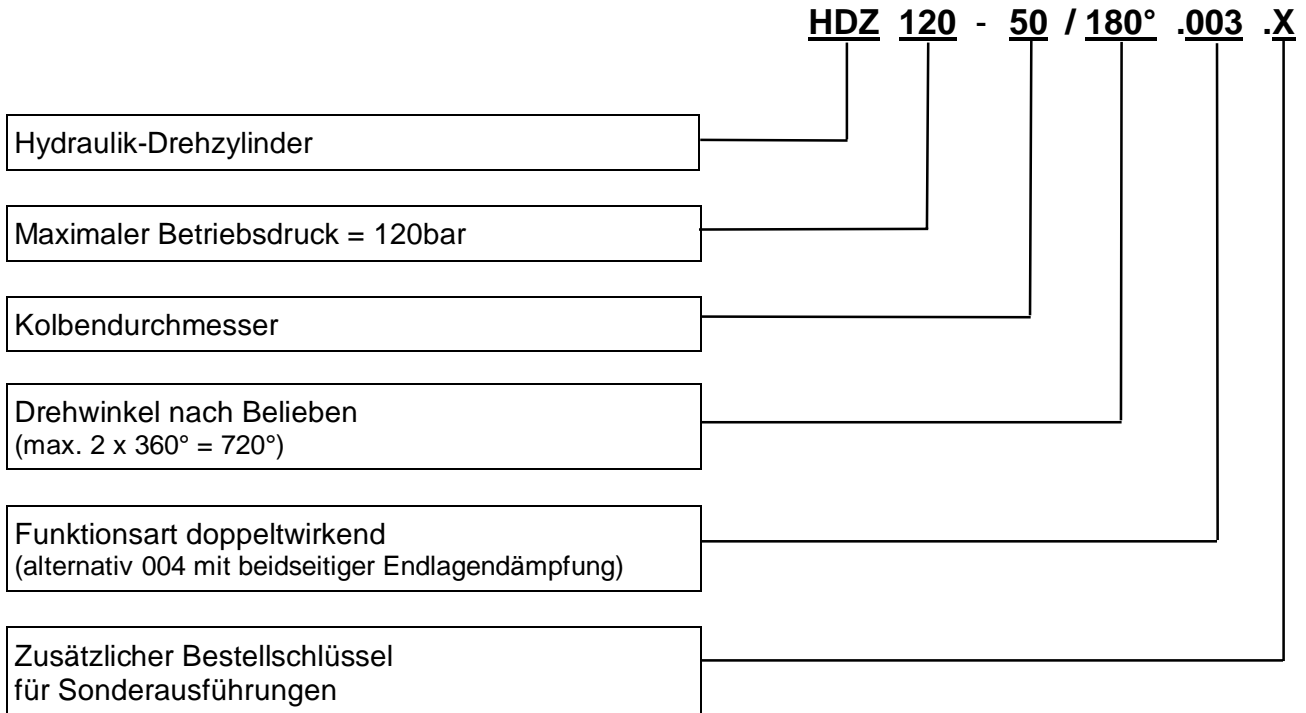 HDZ 120 - 50 / 180° .003 .X
Hydraulik-Drehzylinder
Maximaler Betriebsdruck = 120bar
Kolbendurchmesser
Drehwinkel nach Belieben
(max. 2 x 360° = 720°)
Funktionsart doppeltwirkend
(alternativ 004 mit beidseitiger Endlagendämpfung)
Zusätzlicher Bestellschlüssel
für Sonderausführungen